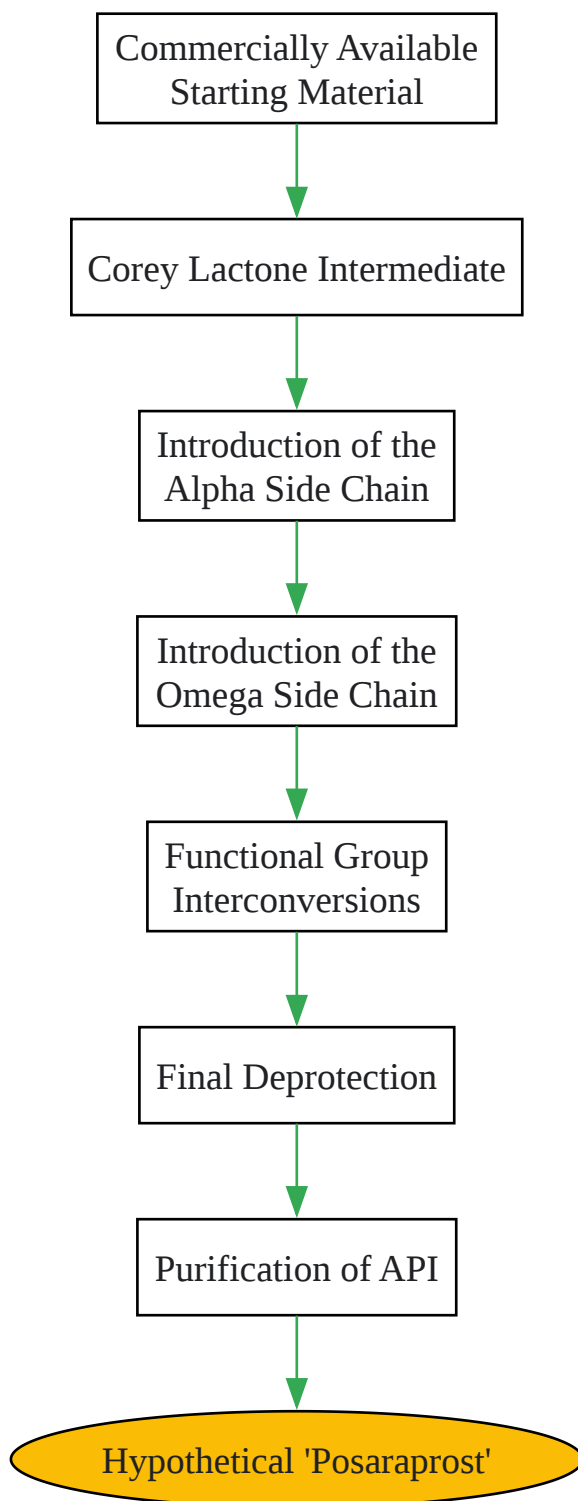 Commercially Available
Starting Material
Corey Lactone Intermediate
Introduction of the
Alpha Side Chain
Introduction of the
Omega Side Chain
Functional Group
Interconversions
Final Deprotection
Purification of API
Hypothetical 'Posaraprost'